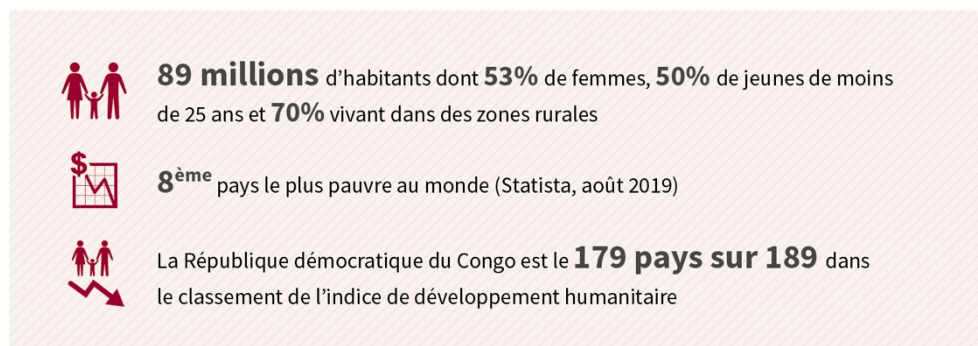 89 millions d’habitants dont 53% de femmes, 50% de jeunes de moins
de 25 ans et 70% vivant dans des zones rurales
$
8ème pays le plus pauvre au monde (Statista, août 2019)
La République démocratique du Congo est le 179 pays sur 189 dans
le classement de l’indice de développement humanitaire